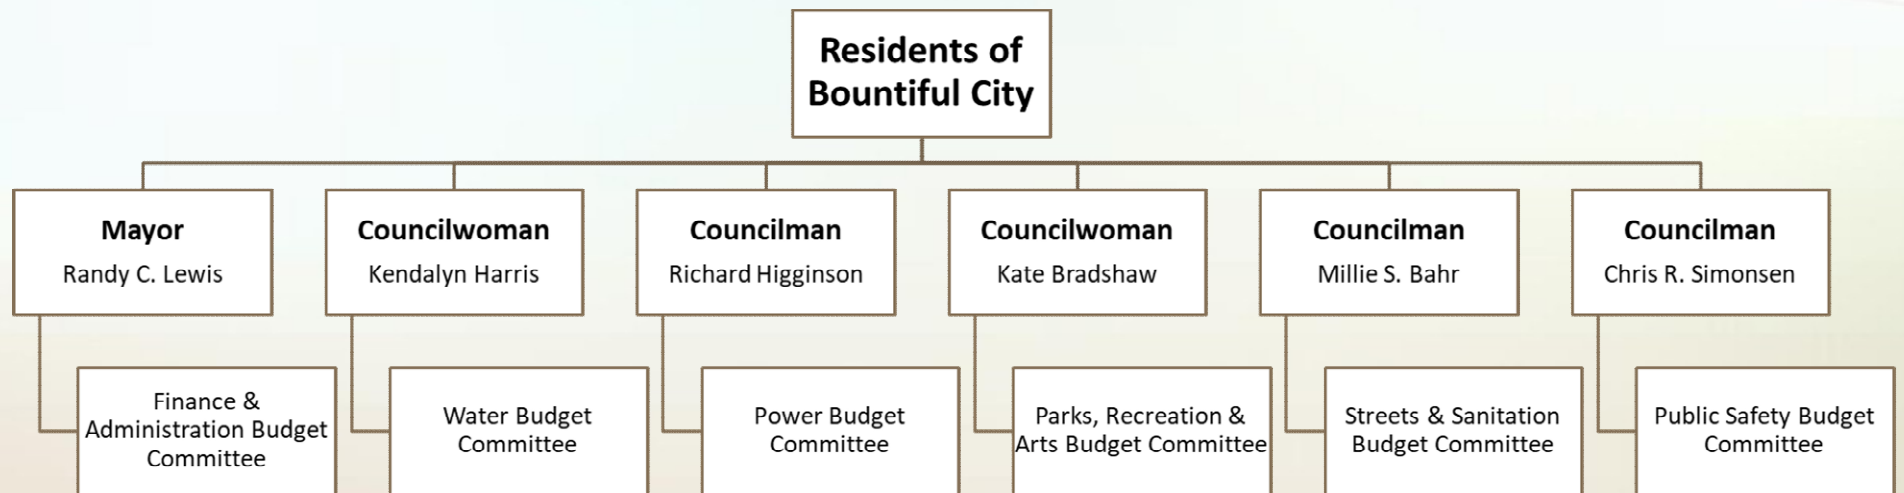 Residents of
Bountiful City
Mayor
Randy C. Lewis
Councilwoman
Kendalyn Harris
Councilman
Richard Higginson
Councilwoman
Kate Bradshaw
Councilman
Millie S. Bahr
Councilman
Chris R. Simonsen
Finance &
Administration Budget
Committee
Water Budget
Committee
Power Budget
Committee
Parks, Recreation &
Arts Budget Committee
Streets & Sanitation
Budget Committee
Public Safety Budget
Committee